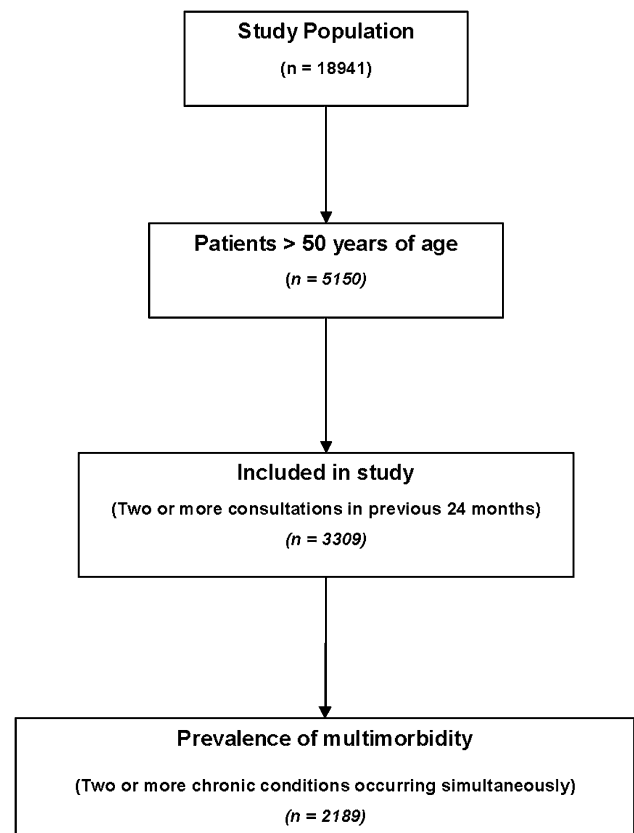 Study Population
(n = 18941)
Patients > 50 years of age
(n = 5150)
Included in study
(Two or more consultations in previous 24 months)
(n = 3309)
Prevalence of multimorbidity
(Two or more chronic conditions occurring simultaneously)
(n = 2189)